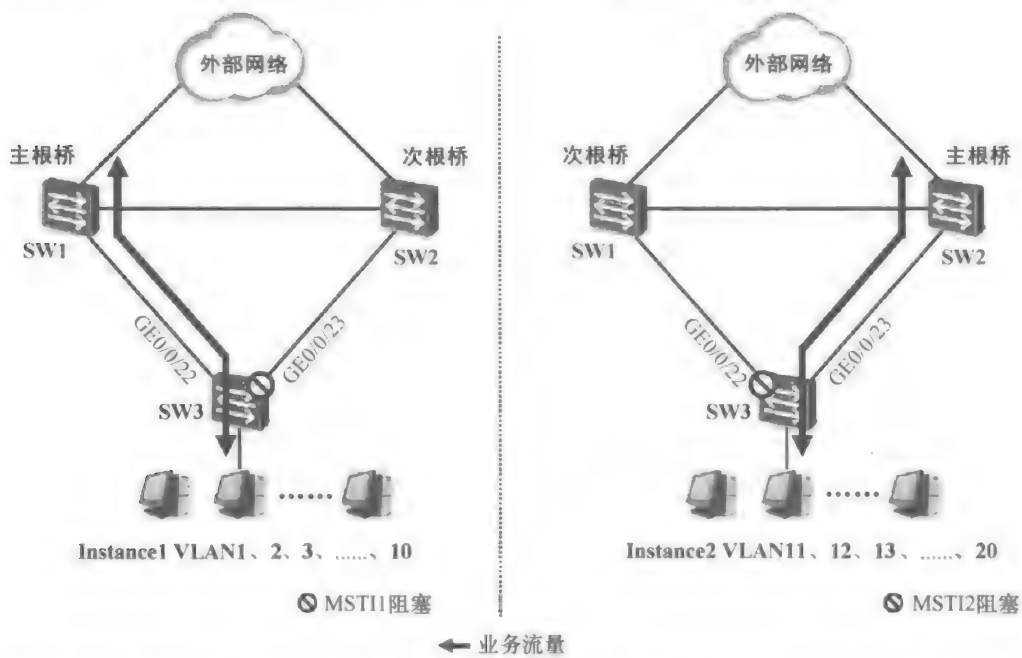 外部网络
主根桥
次根桥
SW1
SW2
GE0/0/22
GE0/0/23
SW3
Instance1 VLAN1、2、3、……、10
MSTI1阻塞
外部网络
次根桥
主根桥
SW1
SW2
GE0/0/22
GE0/0/23
SW3
Instance2 VLAN11、12、13、……、20
MSTI2阻塞
业务流量